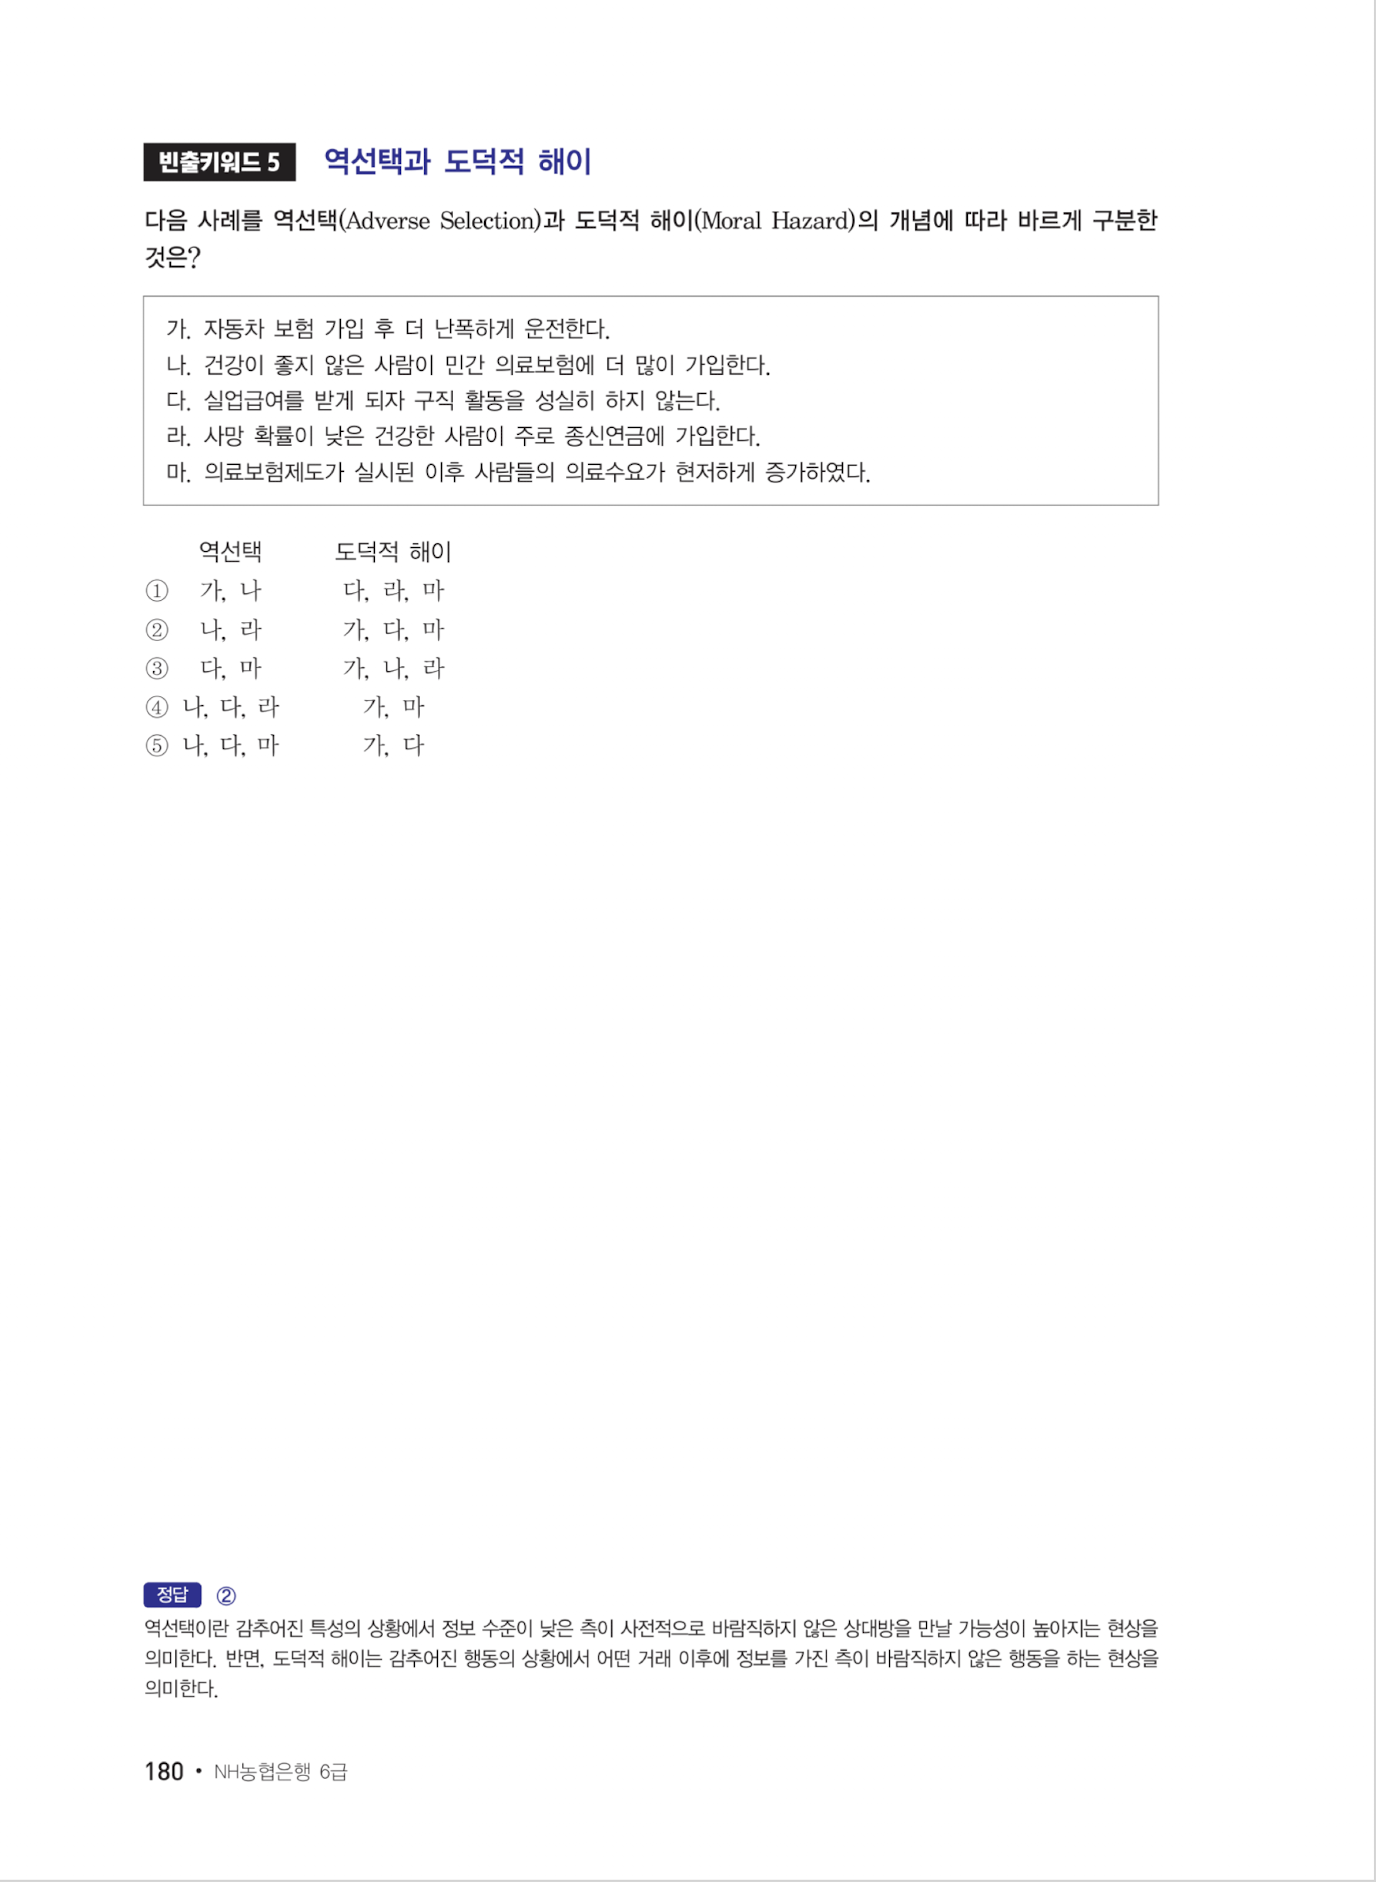 빈출키워드 5 역선택과 도덕적 해이
다음 사례를 역선택(Adverse Selection)과 도덕적 해이(Moral Hazard)의 개념에 따라 바르게 구분한
것은?
가. 자동차 보험 가입 후 더 난폭하게 운전한다.
나. 건강이 좋지 않은 사람이 민간 의료보험에 더 많이 가입한다.
다. 실업급여를 받게 되자 구직 활동을 성실히 하지 않는다.
라. 사망 확률이 낮은 건강한 사람이 주로 종신연금에 가입한다.
마. 의료보험제도가 실시된 이후 사람들의 의료수요가 현저하게 증가하였다.
역선택 도덕적 해이
① 가, 나 다, 라, 마
② 나, 라 가, 다, 마
③ 다, 마 가, 나, 라
④ 나, 다, 라 가, 마
⑤ 나, 다, 마 가, 다
정답 ②
역선택이란 감추어진 특성의 상황에서 정보 수준이 낮은 측이 사전적으로 바람직하지 않은 상대방을 만날 가능성이 높아지는 현상을
의미한다. 반면, 도덕적 해이는 감추어진 행동의 상황에서 어떤 거래 이후에 정보를 가진 측이 바람직하지 않은 행동을 하는 현상을
의미한다.
180 • NH농협은행 6급